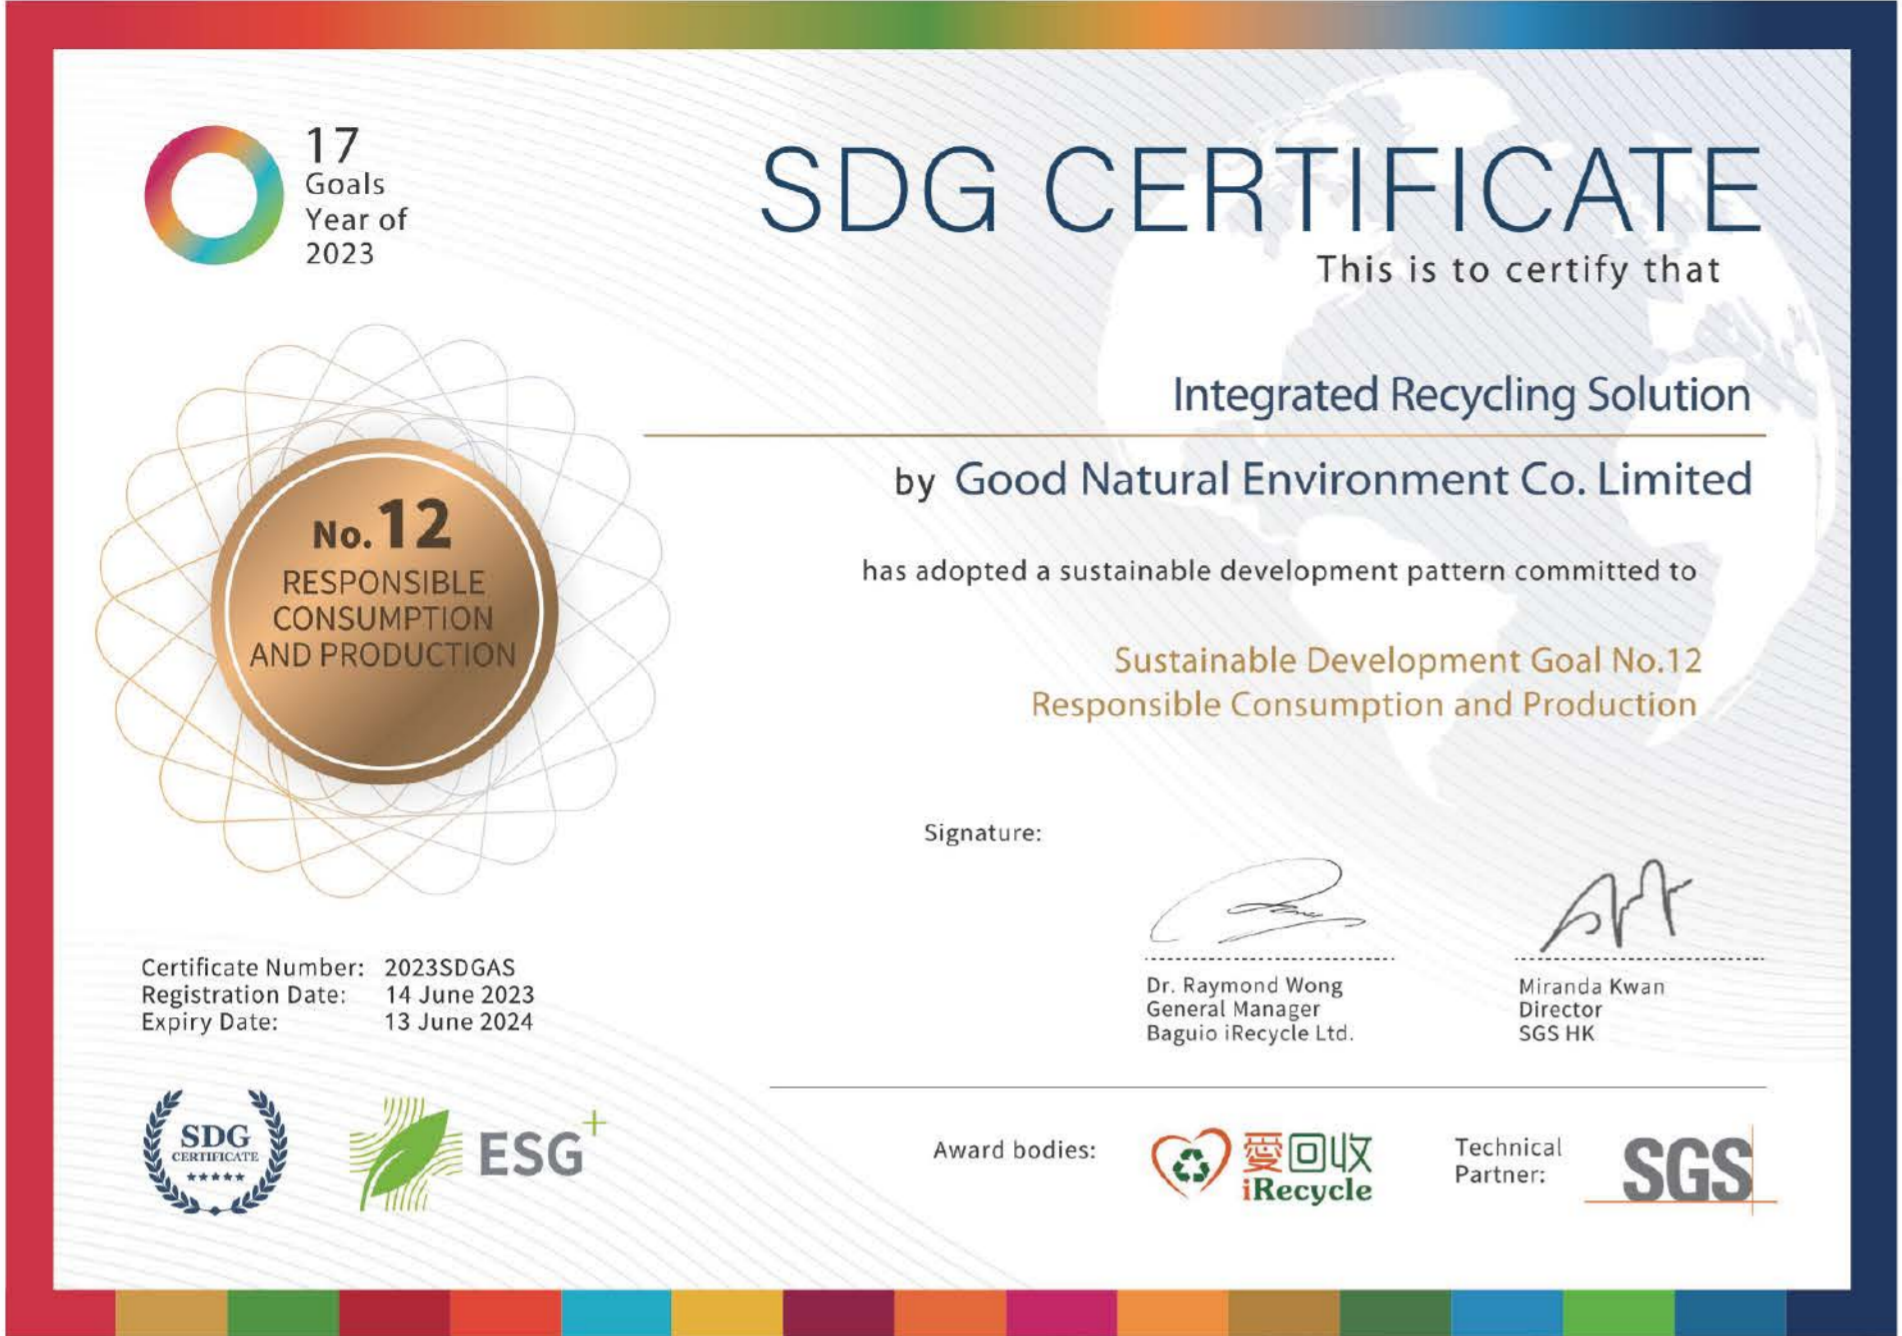 17
Goals
Year of
2023
SDG CERTIFICATE
This is to certify that
Integrated Recycling Solution
by Good Natural Environment Co. Limited
has adopted a sustainable development pattern committed to
Sustainable Development Goal No.12
Responsible Consumption and Production
No.12
RESPONSIBLE
CONSUMPTION
AND PRODUCTION
Signature:
Dr. Raymond Wong
General Manager
Baguio iRecycle Ltd.
Miranda Kwan
Director
SGS HK
Certificate Number: 2023SDGAS
Registration Date: 14 June 2023
Expiry Date: 13 June 2024
SDG
CERTIFICATE
ESG+
Award bodies:
愛回收
iRecycle
Technical
Partner:
SGS